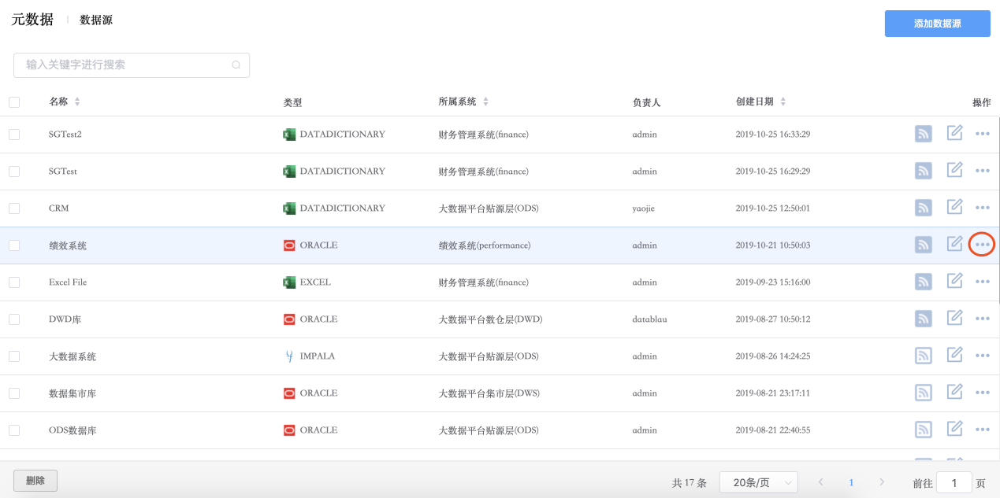 元数据 数据源 添加数据源
输入关键字进行搜索
名称 类型 所属系统 负责人 创建日期 操作
SGTest2 DATADICTIONARY 财务管理系统(finance) admin 2019-10-25 16:33:29
SGTest DATADICTIONARY 财务管理系统(finance) admin 2019-10-25 16:29:29
CRM DATADICTIONARY 大数据平台贴源层(ODS) yaojie 2019-10-25 12:50:01
绩效系统 ORACLE 绩效系统(performance) admin 2019-10-21 10:50:03
Excel File EXCEL 财务管理系统(finance) admin 2019-09-23 15:16:00
DWD库 ORACLE 大数据平台数仓层(DWD) datablau 2019-08-27 10:50:12
大数据系统 IMPALA 大数据平台贴源层(ODS) admin 2019-08-26 14:24:25
数据集市库 ORACLE 大数据平台集市层(DWS) admin 2019-08-21 23:17:11
ODS数据库 ORACLE 大数据平台贴源层(ODS) admin 2019-08-21 22:40:55
删除 共 17 条 20条/页 1 前往 1 页